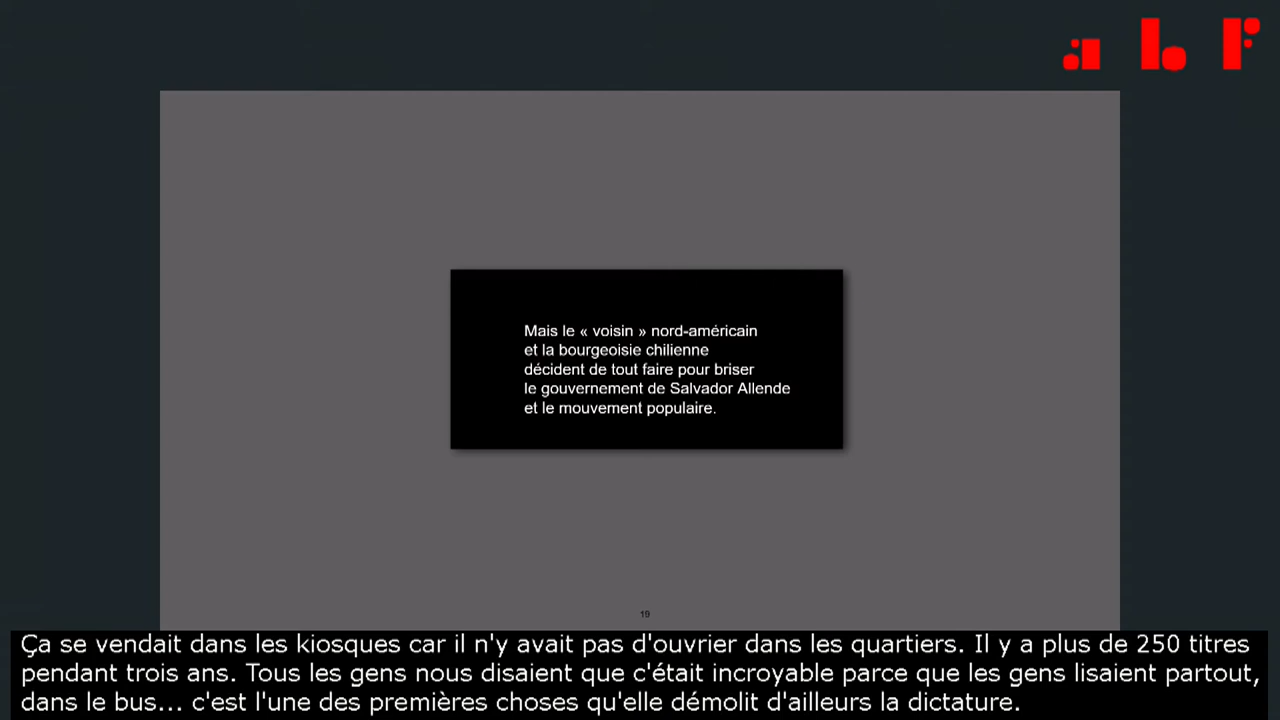 abf
Mais le « voisin » nord-américain
et la bourgeoisie chilienne
décident de tout faire pour briser
le gouvernement de Salvador Allende
et le mouvement populaire.
19
Ça se vendait dans les kiosques car il n'y avait pas d'ouvrier dans les quartiers. Il y a plus de 250 titres
pendant trois ans. Tous les gens nous disaient que c'était incroyable parce que les gens lisaient partout,
dans le bus... c'est l'une des premières choses qu'elle démolit d'ailleurs la dictature.